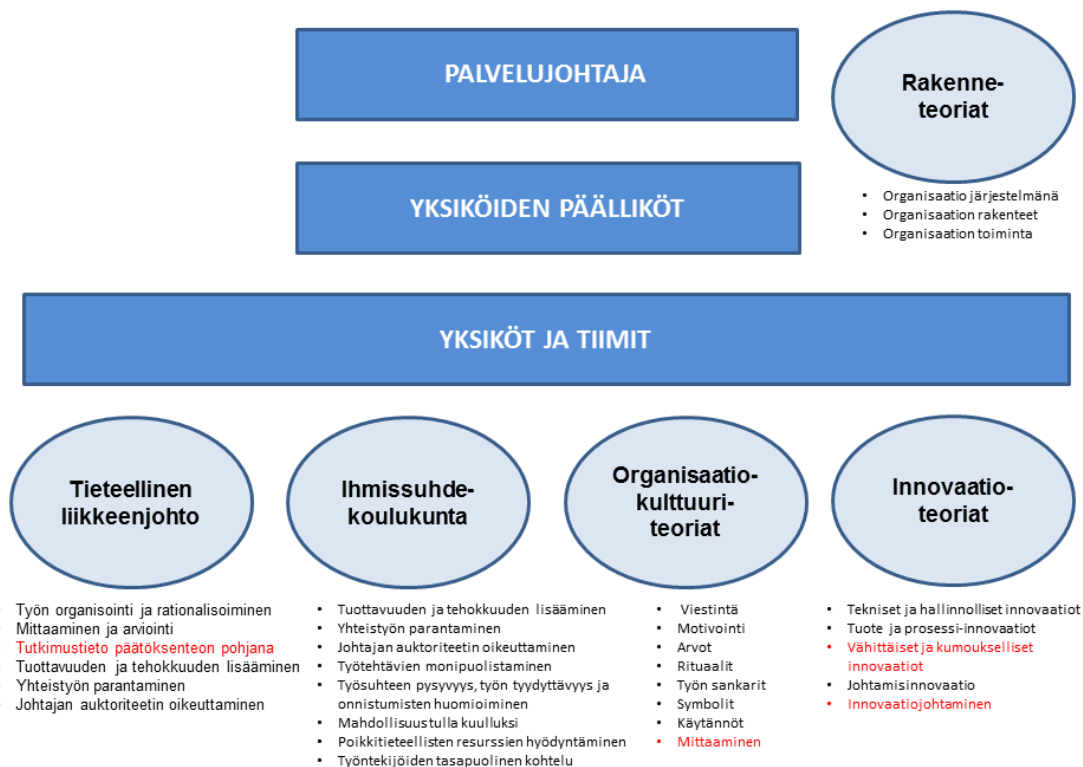 PALVELUJOHTAJA
Rakenne-
teoriat
YKSIKÖIDEN PÄÄLLIKÖT
• Organisaatio järjestelmänä
• Organisaation rakenteet
• Organisaation toiminta
YKSIKÖT JA TIIMIT
Tieteellinen
liikkeenjohto
Työn organisointi ja rationalisoiminen
Mittaaminen ja arviointi
Tutkimustieto päätöksenteon pohjana
Tuottavuuden ja tehokkuuden lisääminen
Yhteistyön parantaminen
Johtajan auktoriteetin oikeuttaminen
Ihmissuhde-
koulukunta
• Tuottavuuden ja tehokkuuden lisääminen
• Yhteistyön parantaminen
• Johtajan auktoriteetin oikeuttaminen
• Työtehtävien monipuolistaminen
• Työsuhteen pysyvyys, työn tyydyttävyys ja
onnistumisten huomioiminen
• Mahdollisuus tulla kuulluksi
• Poikkitieteellisten resurssien hyödyntäminen
• Työntekijöiden tasapuolinen kohtelu
Organisaatio-
kulttuuri-
teoriat
• Viestintä
• Motivointi
• Arvot
• Rituaalit
• Työn sankarit
• Symbolit
• Käytännöt
• Mittaaminen
Innovaatio-
teoriat
• Tekniset ja hallinnolliset innovaatiot
• Tuote ja prosessi-innovaatiot
• Vähittäiset ja kumoukselliset
innovaatiot
• Johtamisinnovaatio
• Innovaatiojohtaminen